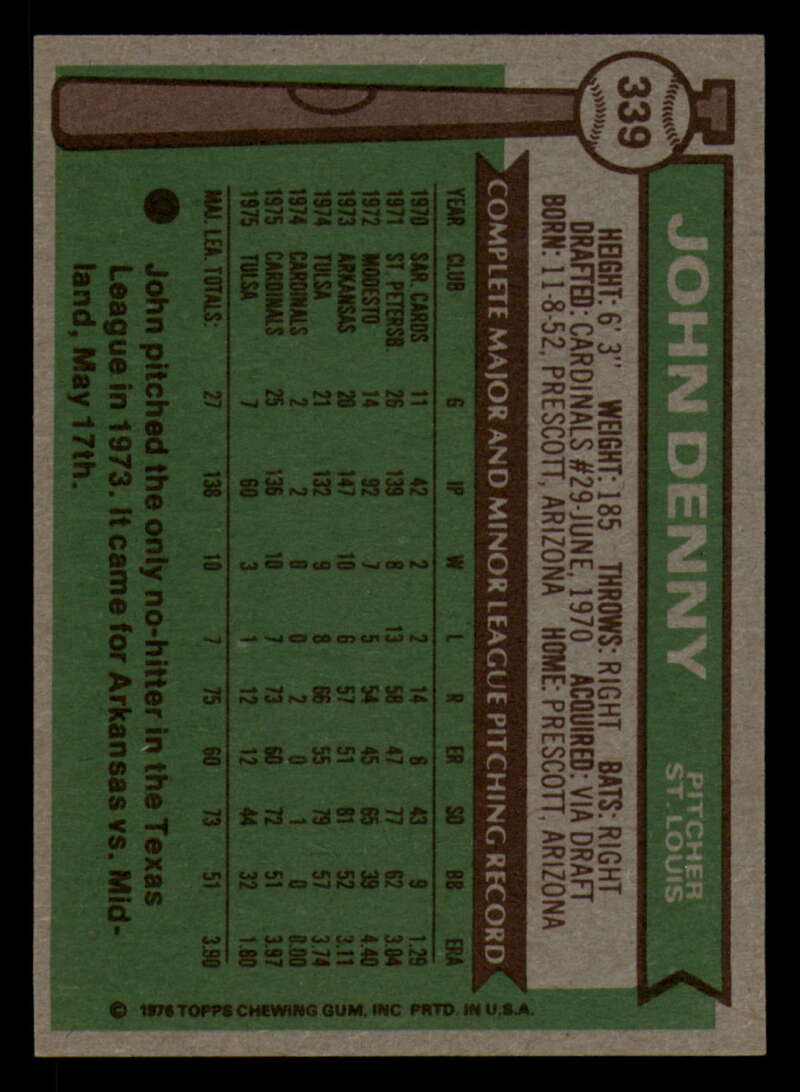 339
JOHN DENNY
PITCHER
ST. LOUIS
HEIGHT: 6' 3" WEIGHT: 185 THROWS: RIGHT BATS: RIGHT
DRAFTED: CARDINALS #29-JUNE, 1970 ACQUIRED: VIA DRAFT
BORN: 11-8-52, PRESCOTT, ARIZONA HOME: PRESCOTT, ARIZONA
COMPLETE MAJOR AND MINOR LEAGUE PITCHING RECORD
YEAR CLUB G IP W L R ER SO BB ERA
1970 SAR. CARDS 11 42 2 2 14 6 43 9 1.29
1971 ST. PETERSB. 26 139 8 13 58 47 77 62 3.04
1972 MODESTO 14 92 7 5 54 45 65 39 4.40
1973 ARKANSAS 26 147 10 6 57 51 81 52 3.11
1974 TULSA 21 132 9 8 66 55 79 57 3.74
1974 CARDINALS 2 2 0 0 2 0 1 0 0.00
1975 CARDINALS 25 136 10 7 73 60 72 51 3.97
1975 TULSA 7 60 3 1 12 12 44 32 1.80
MAJ. LEA. TOTALS: 27 138 10 7 75 60 73 51 3.90
John pitched the only no-hitter in the Texas
League in 1973. It came for Arkansas vs. Mid-
land, May 17th.
© 1976 TOPPS CHEWING GUM, INC PRTD. IN U.S.A.